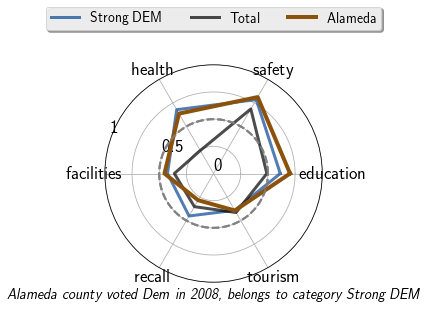 Strong DEM Total Alameda
health safety
1
0.5
0
facilities education
recall tourism
Alameda county voted Dem in 2008, belongs to category Strong DEM